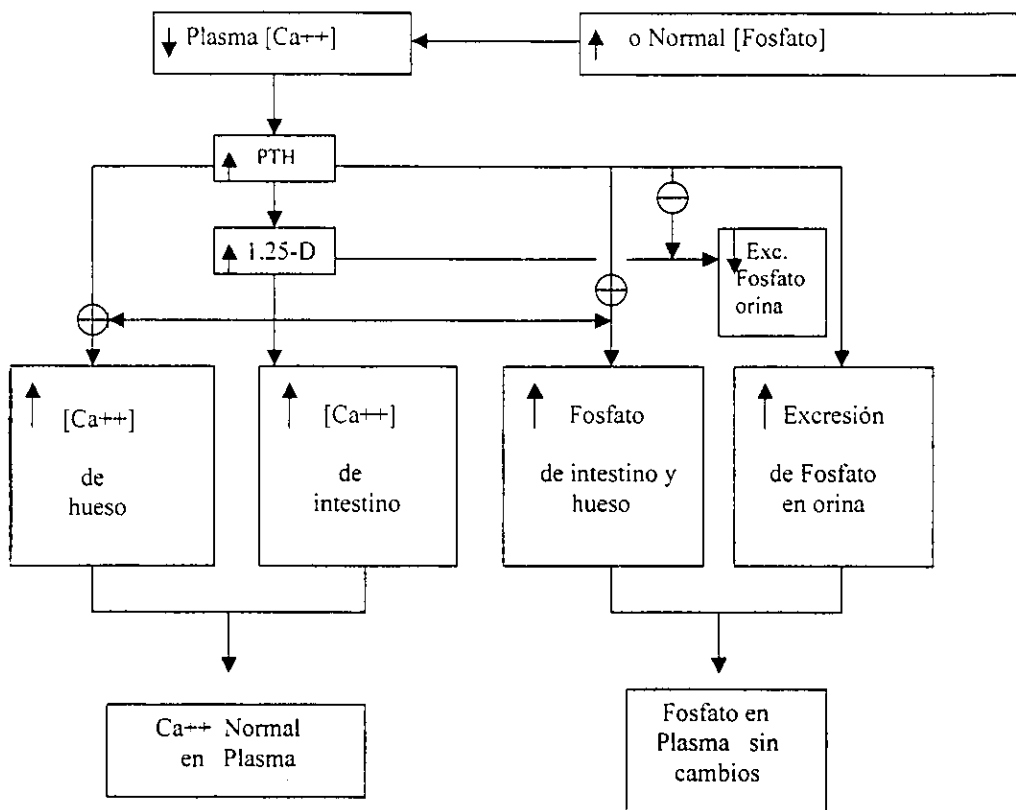 Plasma [Ca++]
o Normal [Fosfato]
PTH
1.25-D
Exc.
Fosfato
orina
[Ca++]
de
hueso
[Ca++]
de
intestino
Fosfato
de intestino y
hueso
Excresión
de Fosfato
en orina
Ca++ Normal
en Plasma
Fosfato en
Plasma sin
cambios